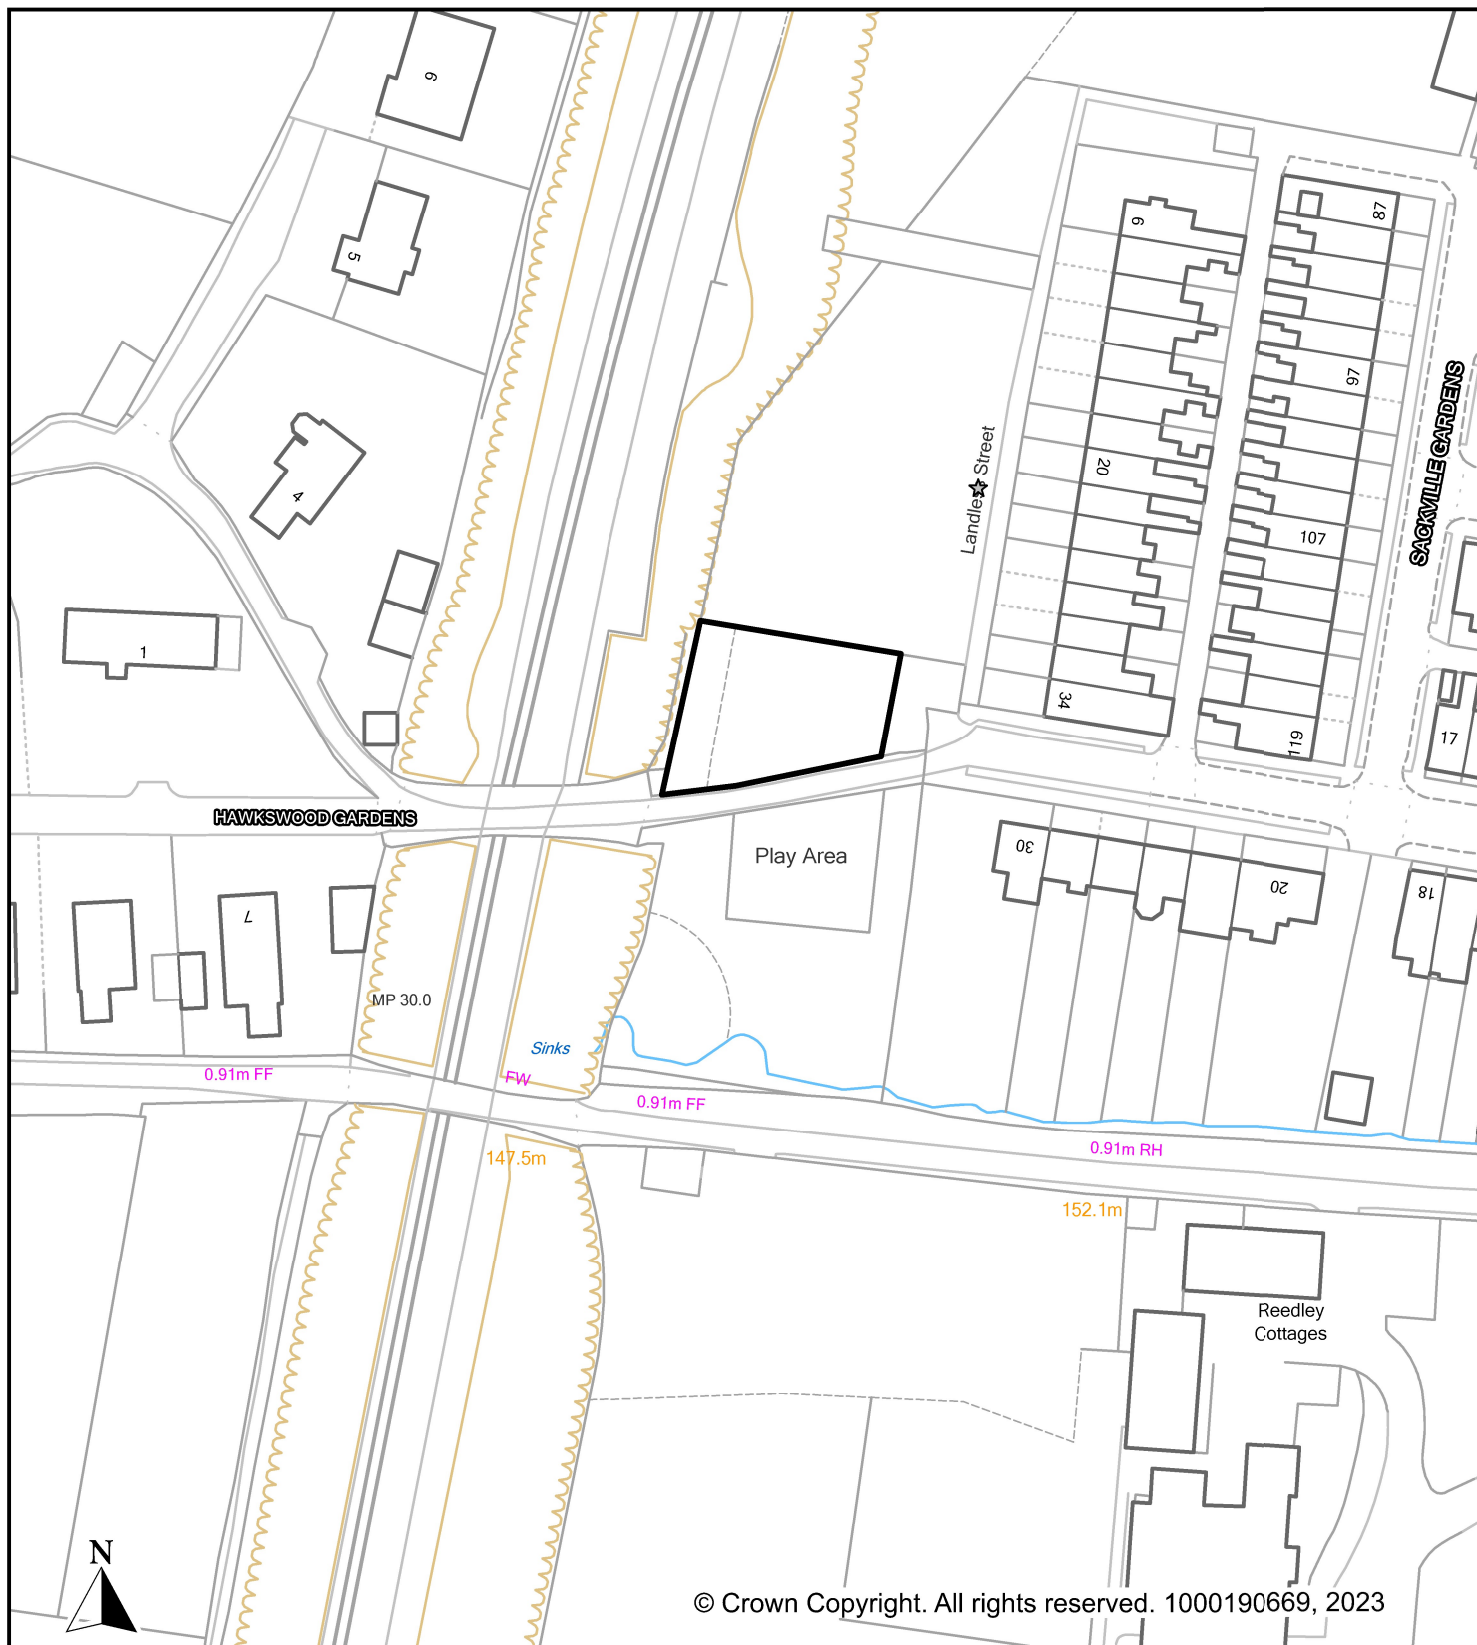 6
5
4
1
6
87
97
SACKVILLE GARDENS
20
Landless Street
107
34
119
17
HAWKSWOOD GARDENS
Play Area
30
20
18
7
MP 30.0
Sinks
0.91m FF
FW
0.91m FF
0.91m RH
147.5m
152.1m
Reedley
Cottages
N
© Crown Copyright. All rights reserved. 1000190669, 2023